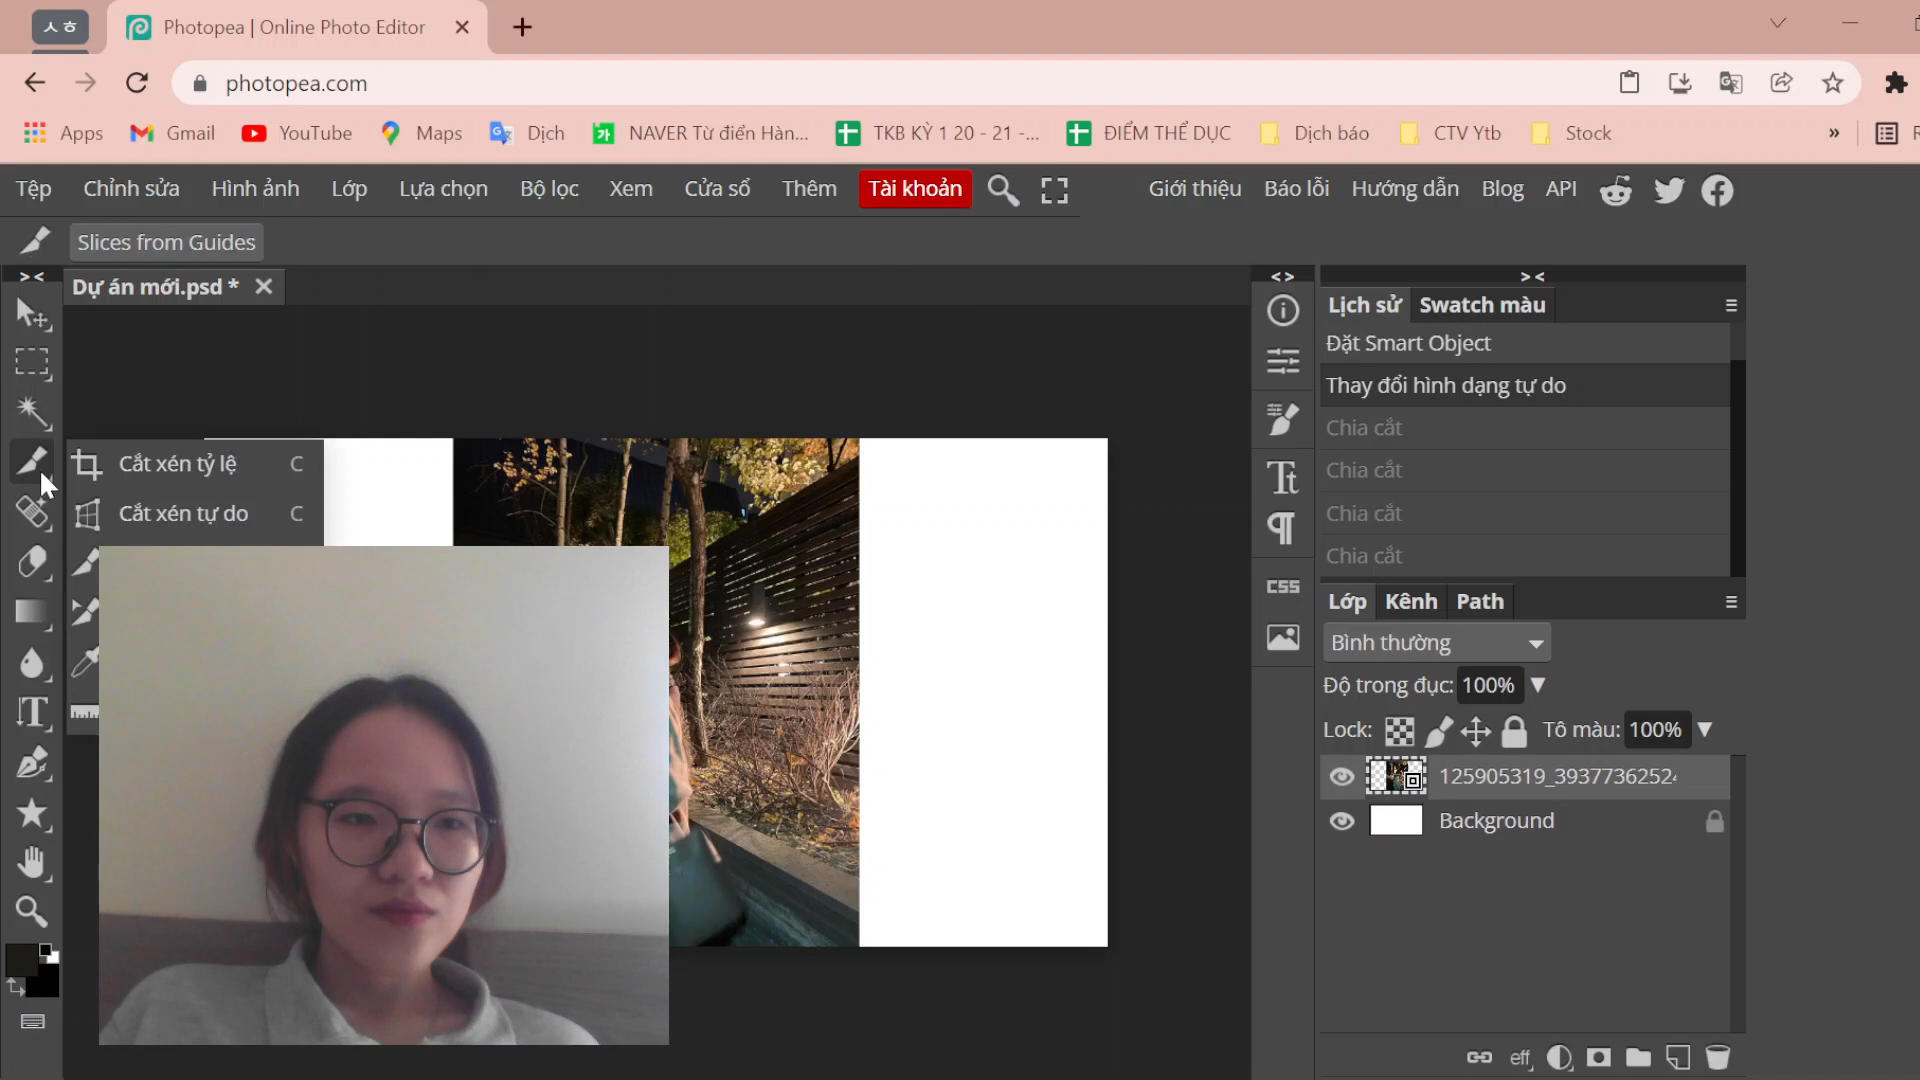 ㅅㅎ
Photopea | Online Photo Editor
photopea.com
Apps
Gmail
YouTube
Maps
Dịch
NAVER Từ điển Hàn...
TKB KỲ 1 20 - 21 -...
ĐIỂM THỂ DỤC
Dịch báo
CTV Ytb
Stock
»
Tệp
Chỉnh sửa
Hình ảnh
Lớp
Lựa chọn
Bộ lọc
Xem
Cửa sổ
Thêm
Tài khoản
Giới thiệu
Báo lỗi
Hướng dẫn
Blog
API
Slices from Guides
> <
Dự án mới.psd *
< >
> <
Lịch sử
Swatch màu
Đặt Smart Object
Thay đổi hình dạng tự do
Chia cắt
Chia cắt
Chia cắt
Chia cắt
Cắt xén tỷ lệ C
Cắt xén tự do C
CSS
Lớp
Kênh
Path
Bình thường
Độ trong đục: 100%
Lock:
Tô màu: 100%
125905319_3937736252
Background
eff